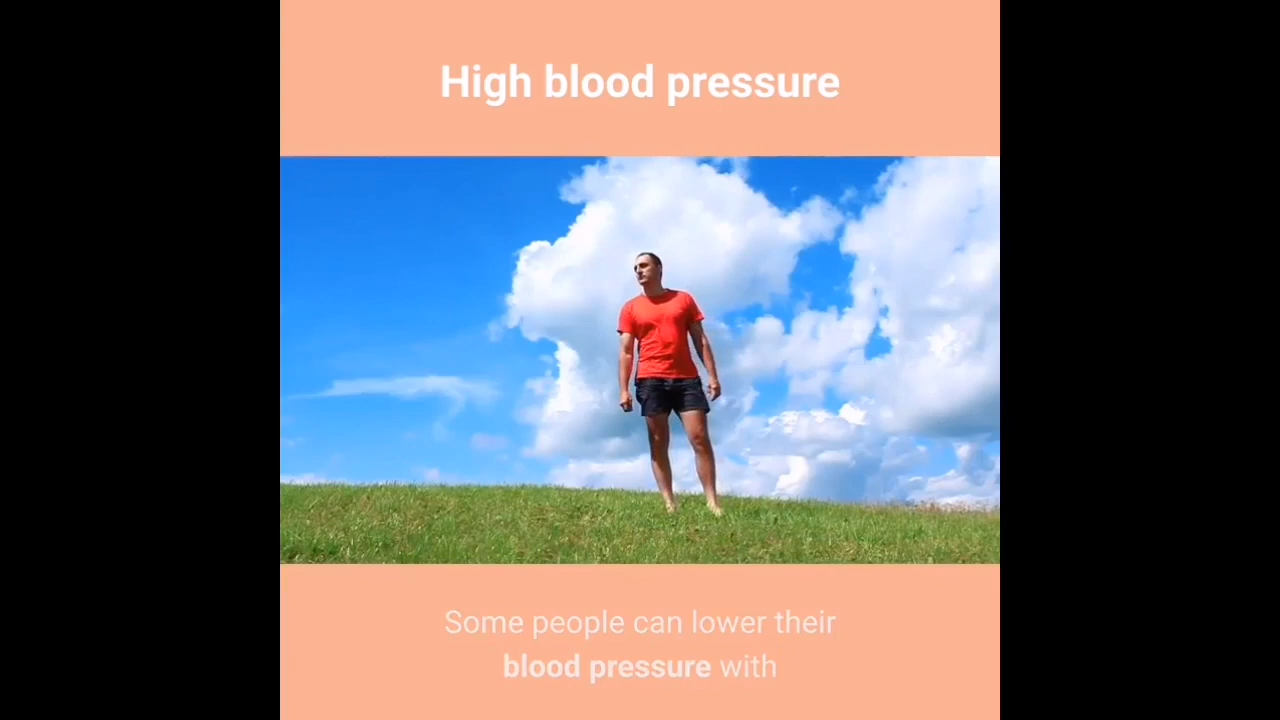 High blood pressure
Some people can lower their
blood pressure with